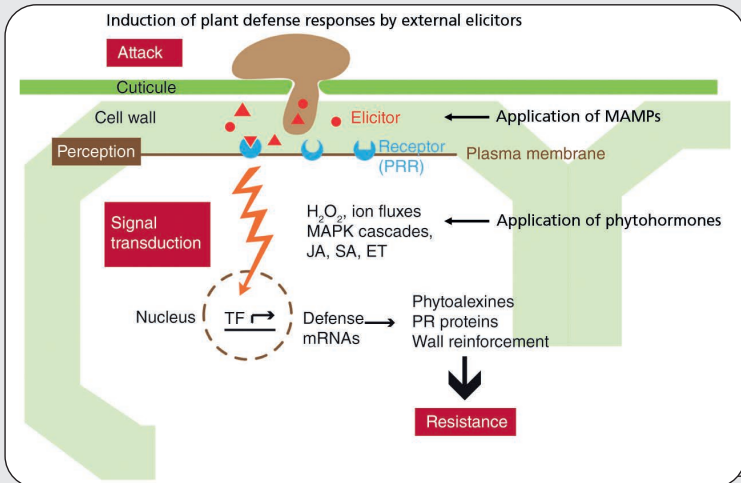 Induction of plant defense responses by external elicitors
Attack
Cuticule
Cell wall
Elicitor
Application of MAMPs
Perception
Receptor
(PRR)
Plasma membrane
Signal
transduction
H₂O₂, ion fluxes
MAPK cascades,
JA, SA, ET
Application of phytohormones
Nucleus
TF
Defense
mRNAs
Phytoalexines
PR proteins
Wall reinforcement
Resistance